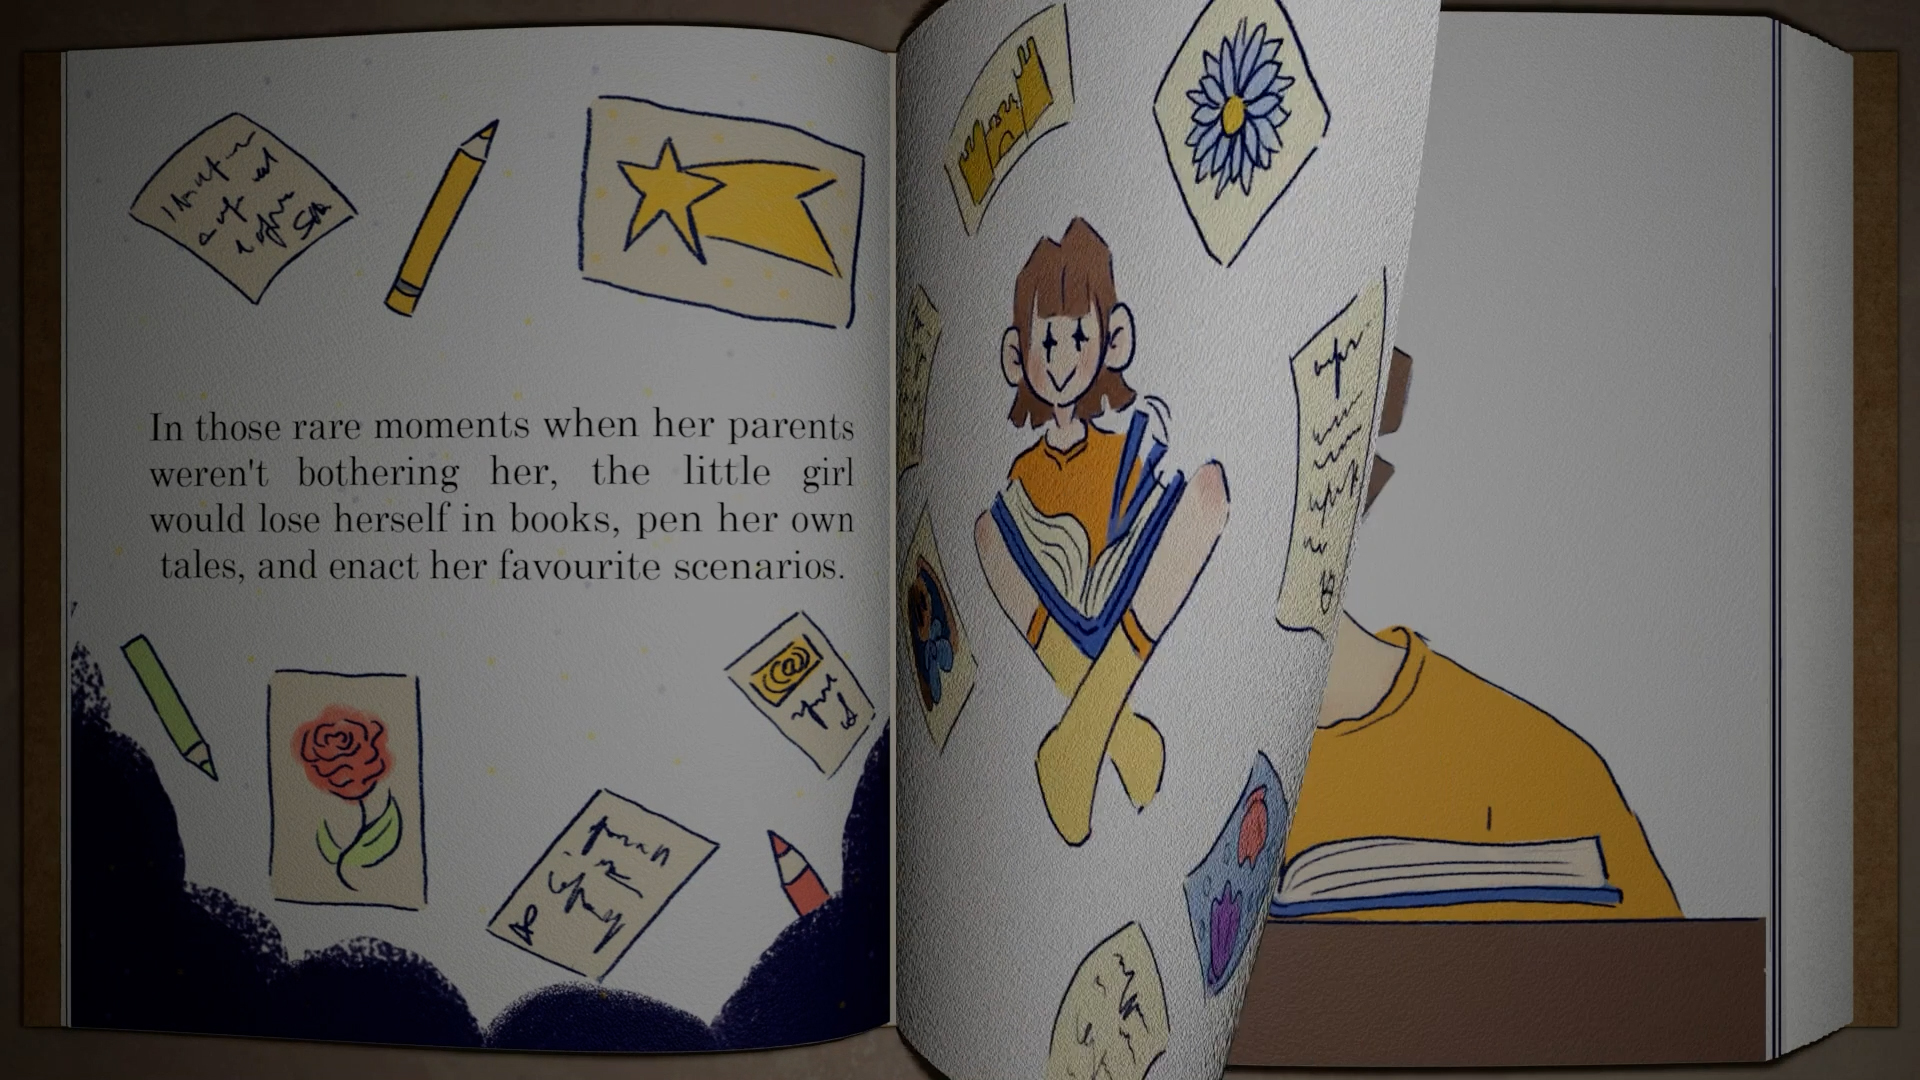 In those rare moments when her parents
weren't bothering her, the little girl
would lose herself in books, pen her own
tales, and enact her favourite scenarios.